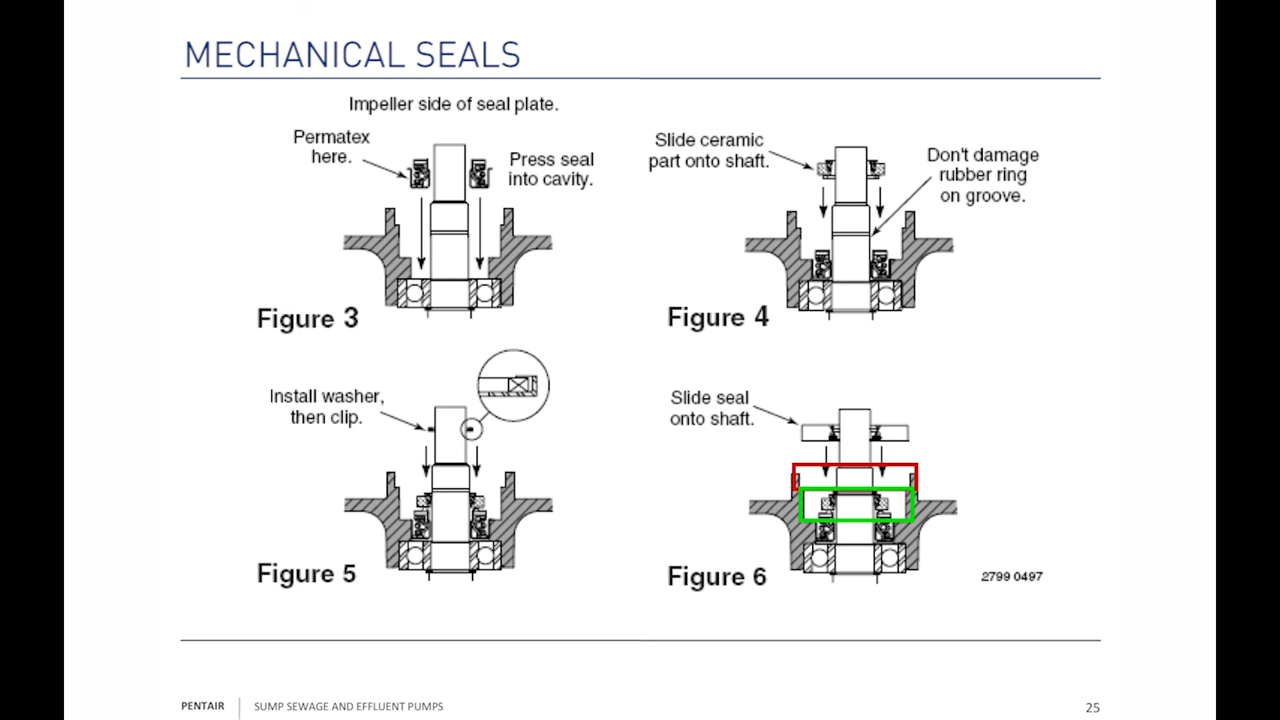 MECHANICAL SEALS
Impeller side of seal plate.
Permatex
here.
Press seal
into cavity.
Figure 3
Slide ceramic
part onto shaft.
Don't damage
rubber ring
on groove.
Figure 4
Install washer,
then clip.
Figure 5
Slide seal
onto shaft.
Figure 6
2799 0497
PENTAIR
SUMP SEWAGE AND EFFLUENT PUMPS
25